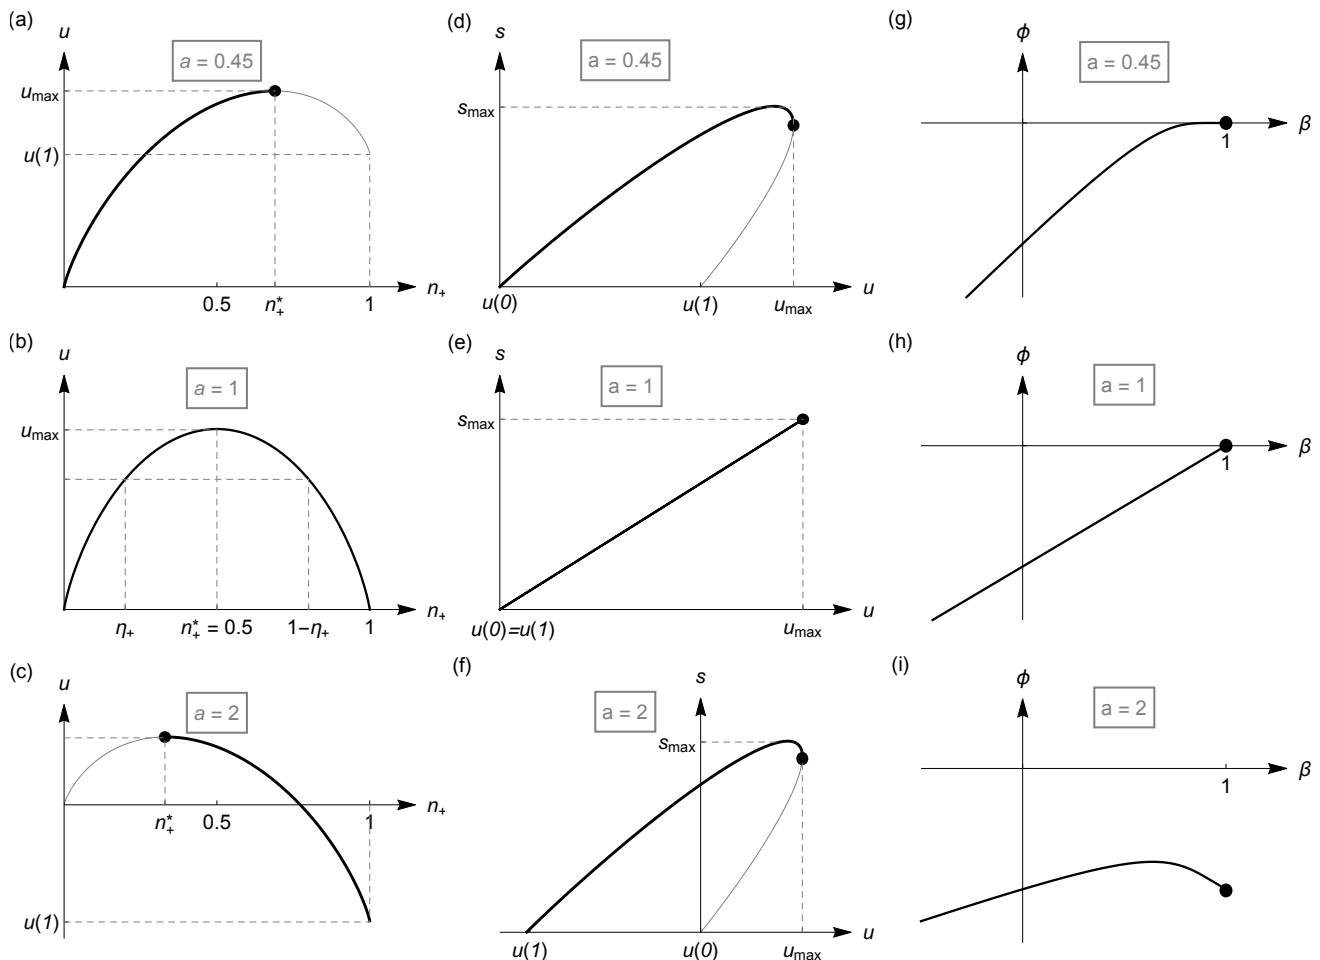 (a)
u
a = 0.45
u_max
u(1)
0.5
n*_+
1
n_+
(d)
s
a = 0.45
s_max
u(0)
u(1)
u_max
u
(g)
ϕ
a = 0.45
1
β
(b)
u
a = 1
u_max
η_+
n*_+ = 0.5
1−η_+
1
n_+
(e)
s
a = 1
s_max
u(0)=u(1)
u_max
u
(h)
ϕ
a = 1
1
β
(c)
u
a = 2
n*_+
0.5
1
n_+
u(1)
(f)
s
a = 2
s_max
u(1)
u(0)
u_max
u
(i)
ϕ
a = 2
1
β